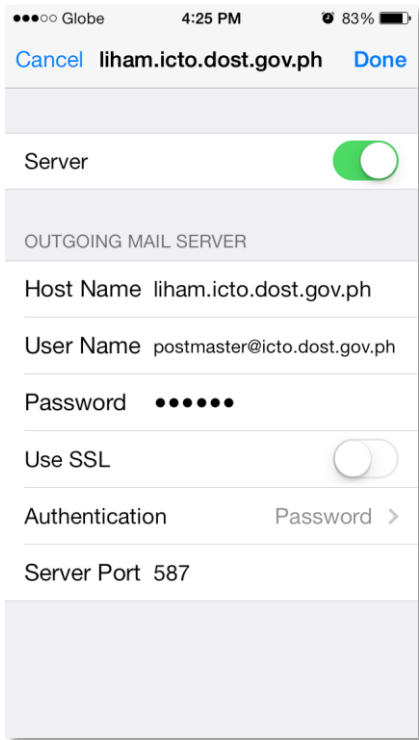 Globe 4:25 PM 83%
Cancel liham.icto.dost.gov.ph Done
Server
OUTGOING MAIL SERVER
Host Name liham.icto.dost.gov.ph
User Name postmaster@icto.dost.gov.ph
Password ••••••
Use SSL
Authentication Password >
Server Port 587